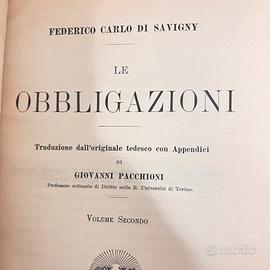 FEDERICO CARLO DI SAVIGNY
LE
OBBLIGAZIONI
Traduzione dall'originale tedesco con Appendici
DI
GIOVANNI PACCHIONI
Professore ordinario di Diritto nella R. Università di Torino.
VOLUME SECONDO
subito